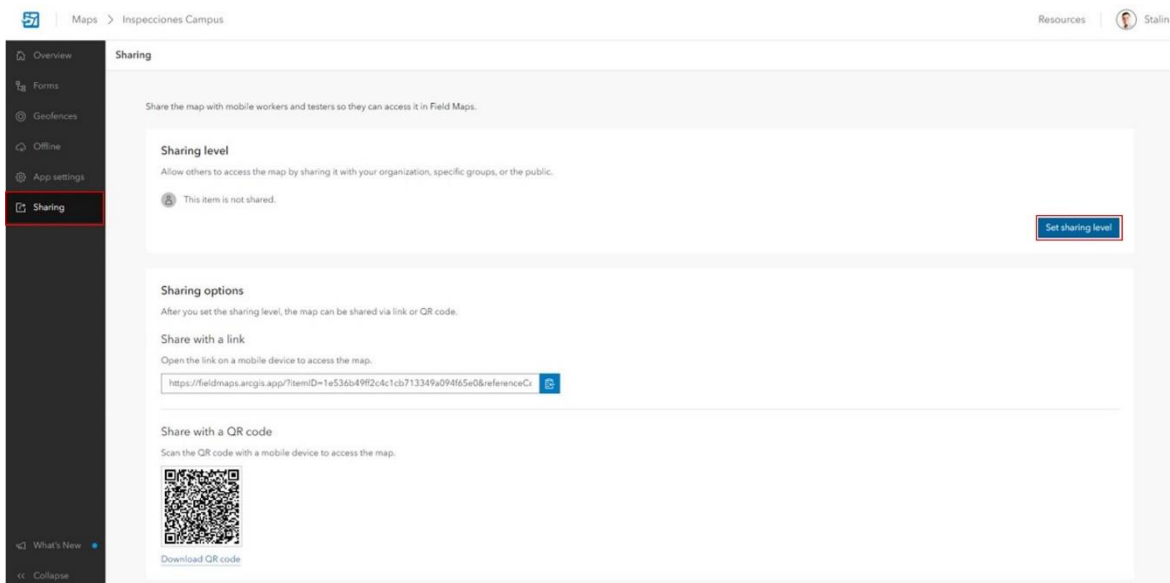 Maps > Inspecciones Campus
Resources
Stalin
Overview
Forms
Geofences
Offline
App settings
Sharing
What's New
Collapse
Sharing
Share the map with mobile workers and testers so they can access it in Field Maps.
Sharing level
Allow others to access the map by sharing it with your organization, specific groups, or the public.
This item is not shared.
Set sharing level
Sharing options
After you set the sharing level, the map can be shared via link or QR code.
Share with a link
Open the link on a mobile device to access the map.
https://fieldmaps.arcgis.app/?itemID=1e536b49ff2c4c1cb713349a094f65e0&referenceCo
Share with a QR code
Scan the QR code with a mobile device to access the map.
Download QR code